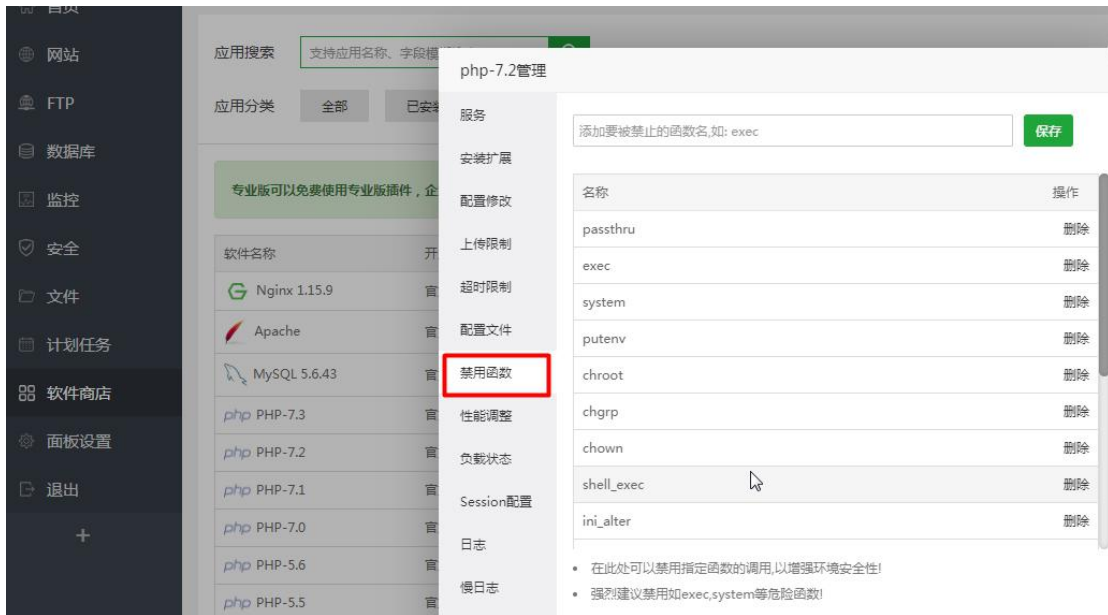 首页
网站
FTP
数据库
监控
安全
文件
计划任务
软件商店
面板设置
退出
应用搜索
支持应用名称、字段模
应用分类
全部
已安
专业版可以免费使用专业版插件，企
软件名称
开
Nginx 1.15.9
官
Apache
官
MySQL 5.6.43
官
php PHP-7.3
官
php PHP-7.2
官
php PHP-7.1
官
php PHP-7.0
官
php PHP-5.6
官
php PHP-5.5
官
php-7.2管理
服务
安装扩展
配置修改
上传限制
超时限制
配置文件
禁用函数
性能调整
负载状态
Session配置
日志
慢日志
添加要被禁止的函数名,如: exec
保存
名称 操作
passthru 删除
exec 删除
system 删除
putenv 删除
chroot 删除
chgrp 删除
chown 删除
shell_exec 删除
ini_alter 删除
在此处可以禁用指定函数的调用,以增强环境安全性!
强烈建议禁用如exec,system等危险函数!